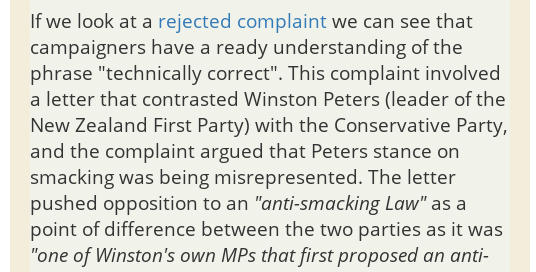 If we look at a rejected complaint we can see that
campaigners have a ready understanding of the
phrase "technically correct". This complaint involved
a letter that contrasted Winston Peters (leader of the
New Zealand First Party) with the Conservative Party,
and the complaint argued that Peters stance on
smacking was being misrepresented. The letter
pushed opposition to an "anti-smacking Law" as a
point of difference between the two parties as it was
"one of Winston's own MPs that first proposed an anti-